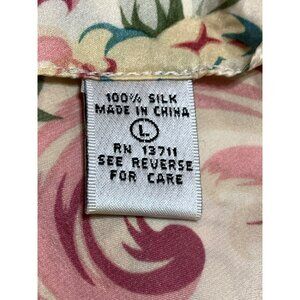 100% SILK
MADE IN CHINA
L
RN 13711
SEE REVERSE
FOR CARE